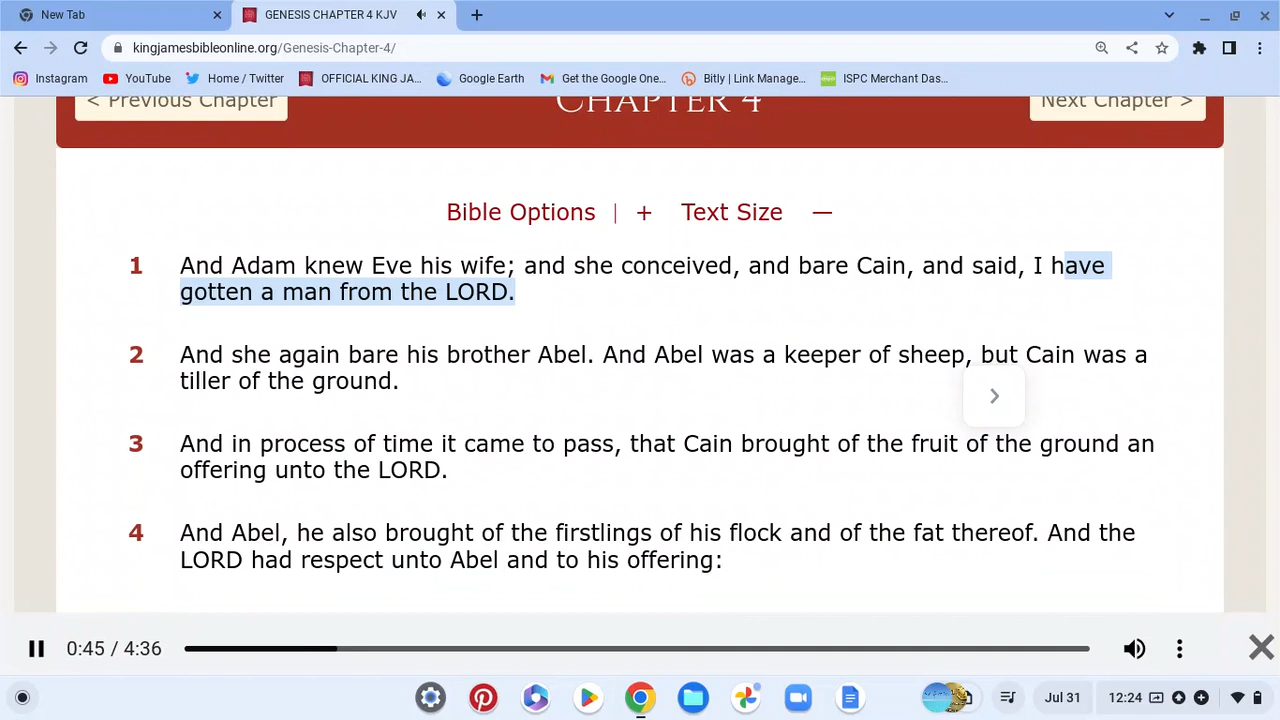 New Tab
GENESIS CHAPTER 4 KJV
kingjamesbibleonline.org/Genesis-Chapter-4/
Instagram YouTube Home / Twitter OFFICIAL KING JA... Google Earth Get the Google One... Bitly | Link Manage... ISPC Merchant Das...
< Previous Chapter CHAPTER 4 Next Chapter >
Bible Options | + Text Size —
1 And Adam knew Eve his wife; and she conceived, and bare Cain, and said, I have
gotten a man from the LORD.
2 And she again bare his brother Abel. And Abel was a keeper of sheep, but Cain was a
tiller of the ground.
3 And in process of time it came to pass, that Cain brought of the fruit of the ground an
offering unto the LORD.
4 And Abel, he also brought of the firstlings of his flock and of the fat thereof. And the
LORD had respect unto Abel and to his offering:
0:45 / 4:36
Jul 31 12:24